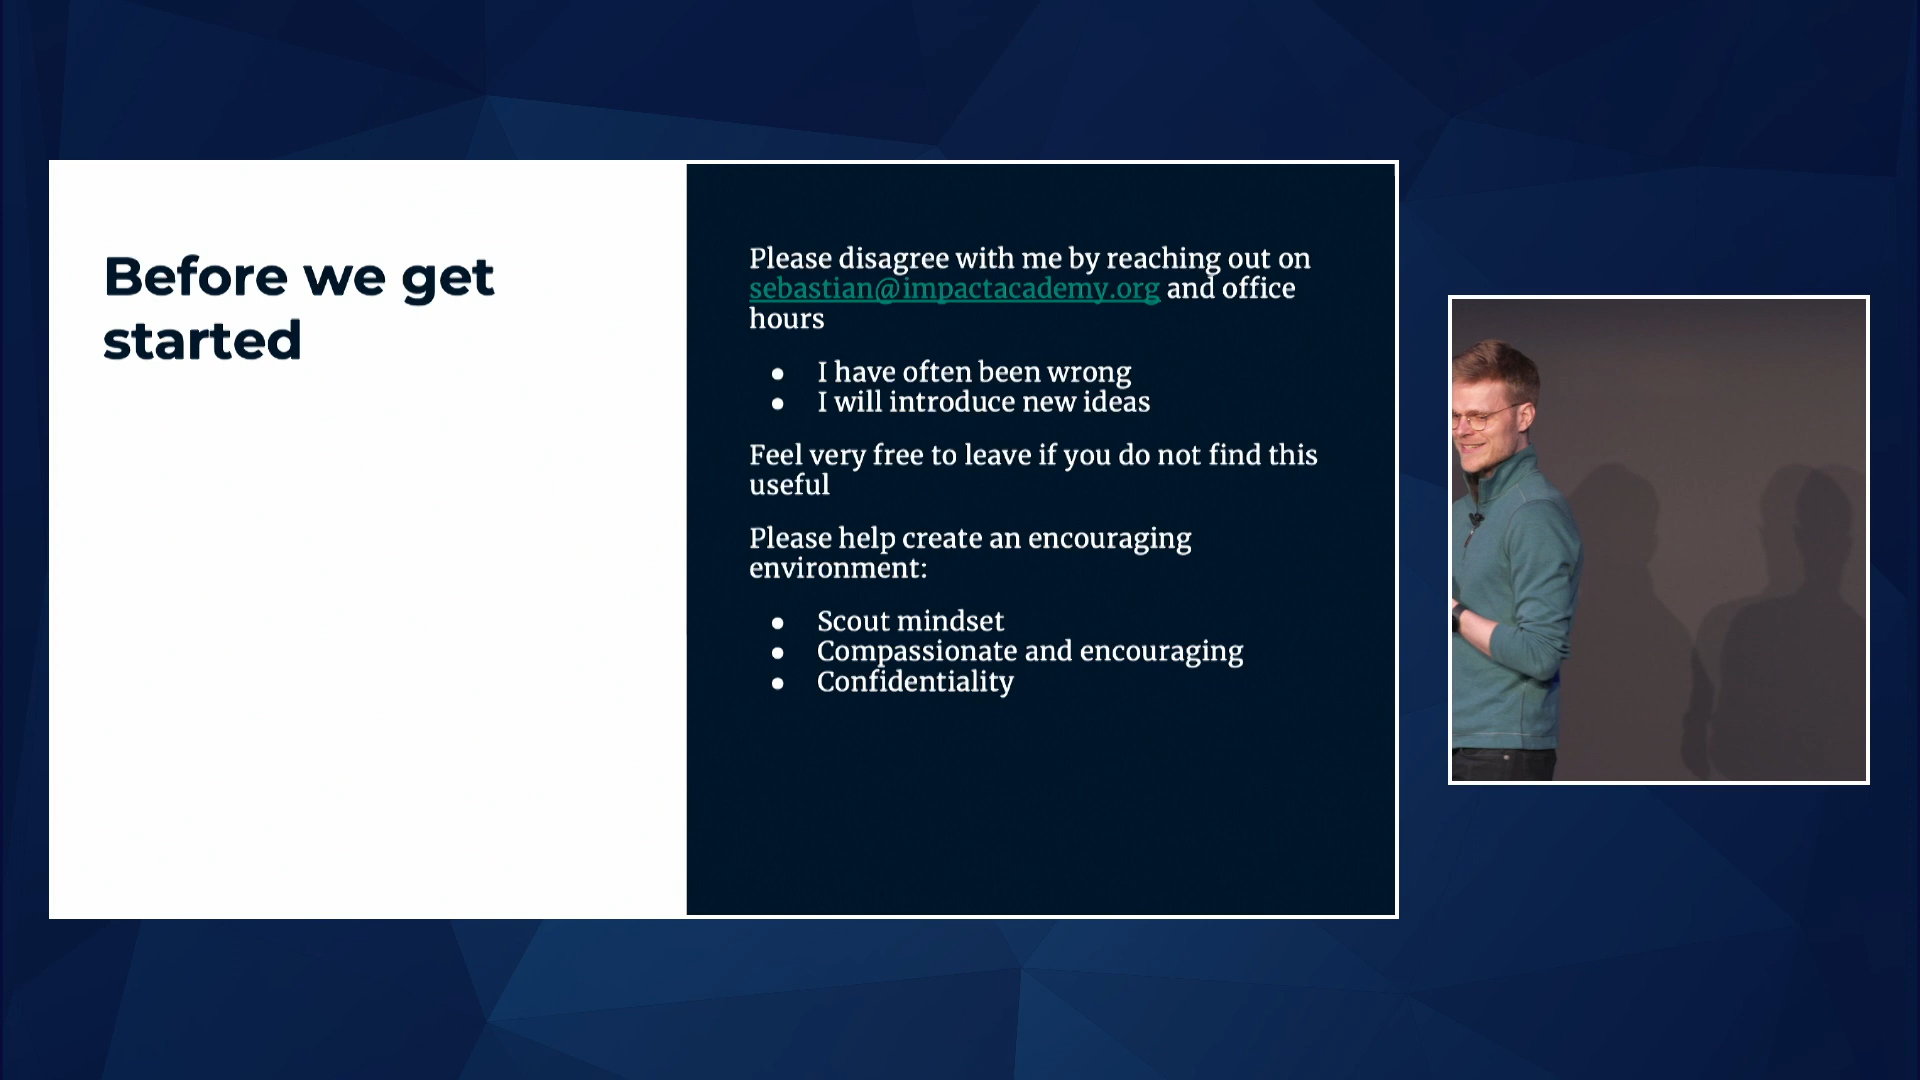 Before we get
started
Please disagree with me by reaching out on
sebastian@impactacademy.org and office
hours
● I have often been wrong
● I will introduce new ideas
Feel very free to leave if you do not find this
useful
Please help create an encouraging
environment:
● Scout mindset
● Compassionate and encouraging
● Confidentiality